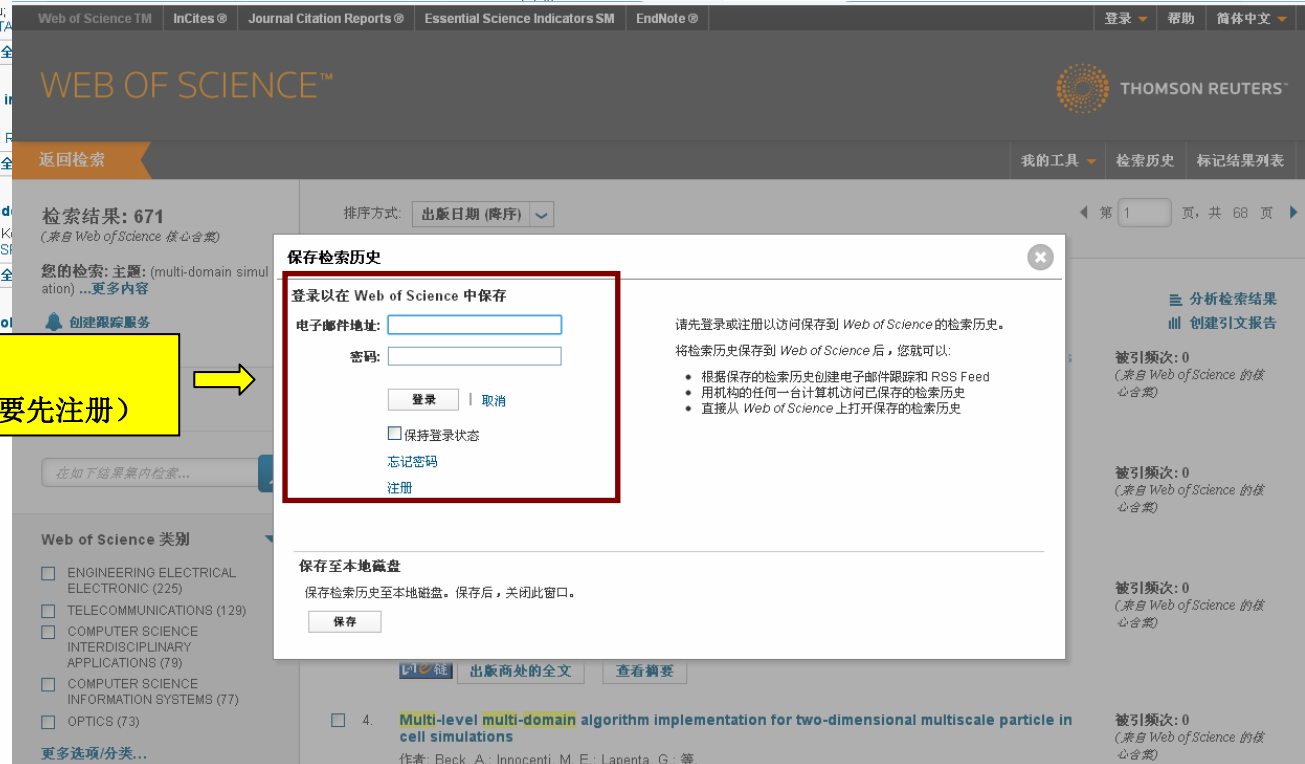 Web of Science TM InCites ® Journal Citation Reports ® Essential Science Indicators SM EndNote ® 登录 帮助 简体中文
WEB OF SCIENCE™
THOMSON REUTERS™
返回检索
我的工具 检索历史 标记结果列表
检索结果: 671
(来自 Web of Science 核心合集)
您的检索: 主题: (multi-domain simul
ation) ...更多内容
创建跟踪服务
排序方式: 出版日期 (降序)
第 1 页, 共 68 页
分析检索结果
创建引文报告
要先注册）
保存检索历史
登录以在 Web of Science 中保存
电子邮件地址:
密码:
登录 | 取消
保持登录状态
忘记密码
注册
请先登录或注册以访问保存到 Web of Science 的检索历史。
将检索历史保存到 Web of Science 后，您就可以:
• 根据保存的检索历史创建电子邮件跟踪和 RSS Feed
• 用机构的任何一台计算机访问已保存的检索历史
• 直接从 Web of Science 上打开保存的检索历史
保存至本地磁盘
保存检索历史至本地磁盘。保存后，关闭此窗口。
保存
在如下结果集内检索...
Web of Science 类别
ENGINEERING ELECTRICAL
ELECTRONIC (225)
TELECOMMUNICATIONS (129)
COMPUTER SCIENCE
INTERDISCIPLINARY
APPLICATIONS (79)
COMPUTER SCIENCE
INFORMATION SYSTEMS (77)
OPTICS (73)
更多选项/分类...
被引频次: 0
(来自 Web of Science 的核
心合集)
被引频次: 0
(来自 Web of Science 的核
心合集)
被引频次: 0
(来自 Web of Science 的核
心合集)
出版商处的全文 查看摘要
4. Multi-level multi-domain algorithm implementation for two-dimensional multiscale particle in
cell simulations
作者: Beck, A.; Innocenti, M. E.; Lapenta, G.; 等
被引频次: 0
(来自 Web of Science 的核
心合集)